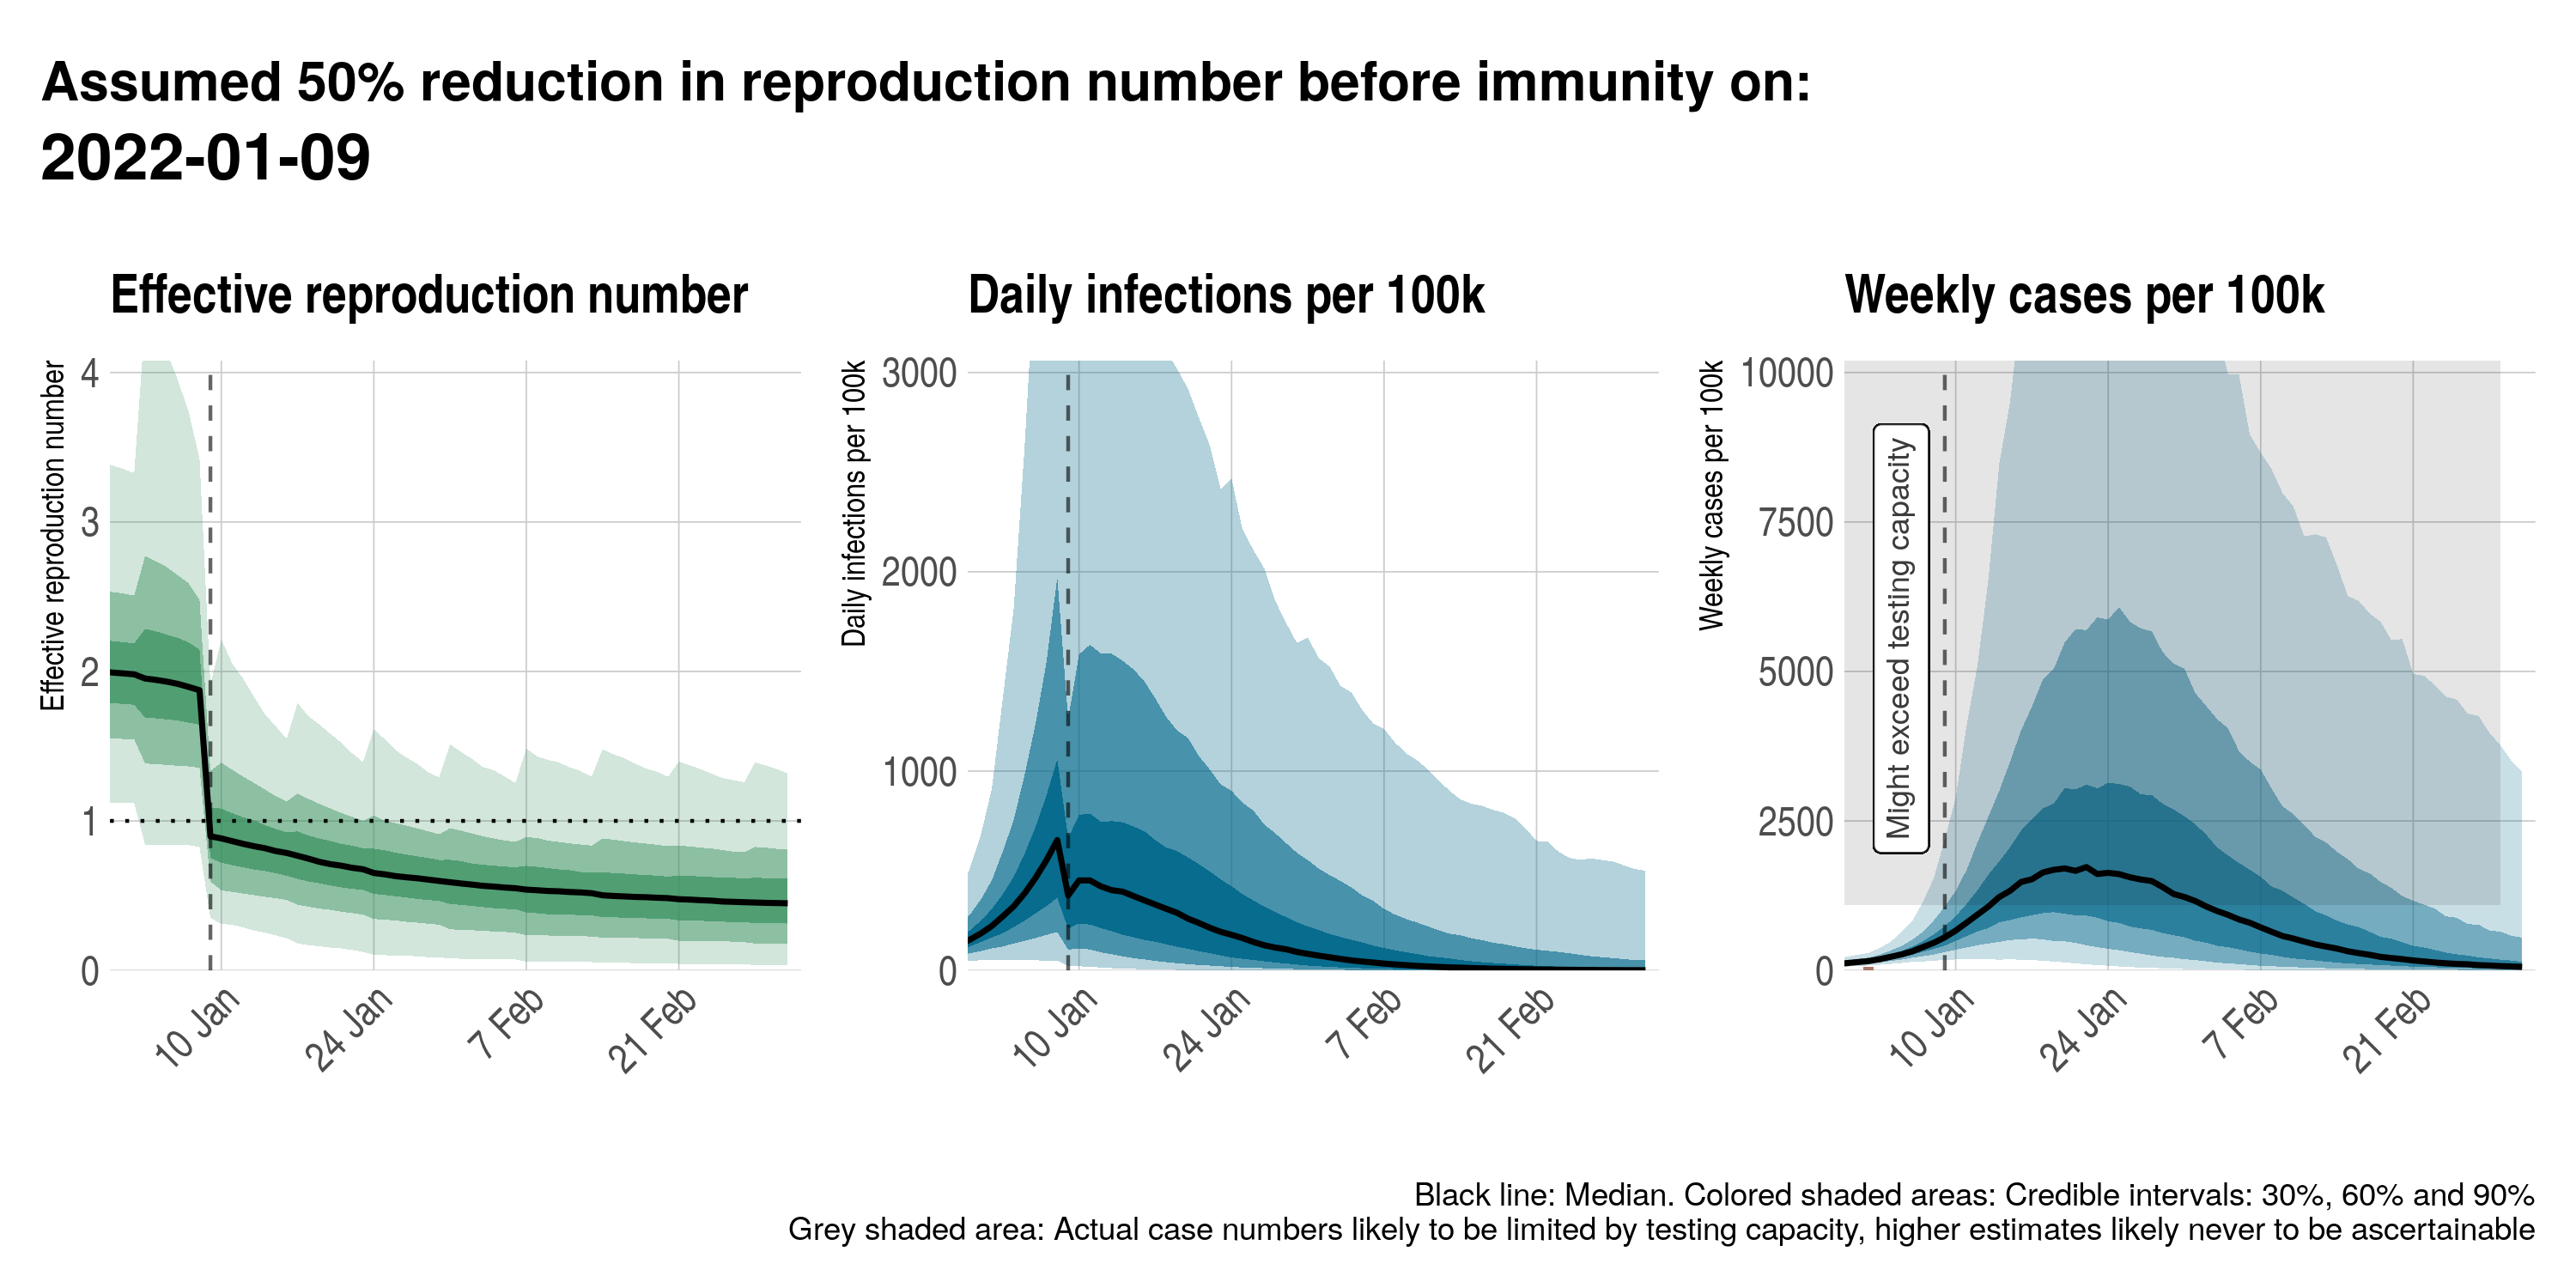 Assumed 50% reduction in reproduction number before immunity on:
2022-01-09
Effective reproduction number
Effective reproduction number
4
3
2
1
0
10 Jan
24 Jan
7 Feb
21 Feb
Daily infections per 100k
Daily infections per 100k
3000
2000
1000
0
10 Jan
24 Jan
7 Feb
21 Feb
Weekly cases per 100k
Weekly cases per 100k
10000
7500
5000
2500
0
Might exceed testing capacity
10 Jan
24 Jan
7 Feb
21 Feb
Black line: Median. Colored shaded areas: Credible intervals: 30%, 60% and 90%
Grey shaded area: Actual case numbers likely to be limited by testing capacity, higher estimates likely never to be ascertainable